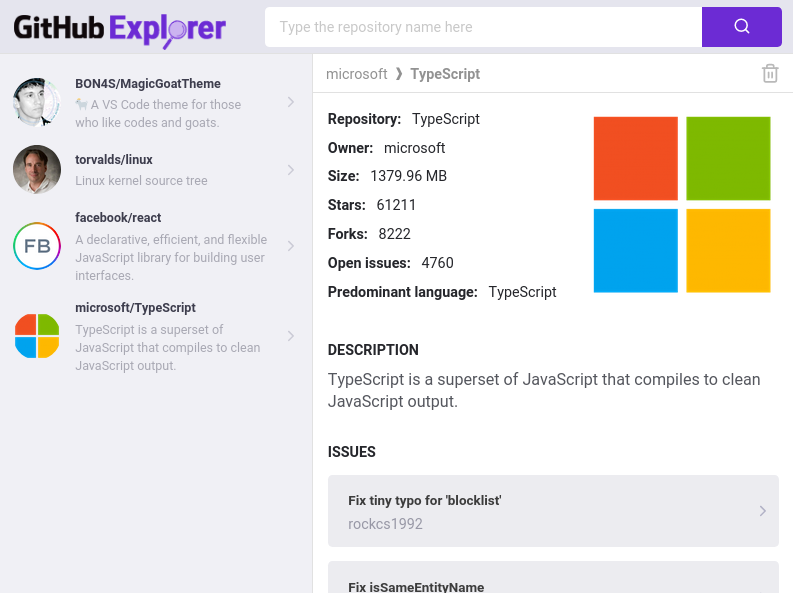 GitHub Explorer
Type the repository name here
BON4S/MagicGoatTheme
🐐 A VS Code theme for those
who like codes and goats.
torvalds/linux
Linux kernel source tree
facebook/react
FB
A declarative, efficient, and flexible
JavaScript library for building user
interfaces.
microsoft/TypeScript
TypeScript is a superset of
JavaScript that compiles to clean
JavaScript output.
microsoft ❯ TypeScript
Repository: TypeScript
Owner: microsoft
Size: 1379.96 MB
Stars: 61211
Forks: 8222
Open issues: 4760
Predominant language: TypeScript
DESCRIPTION
TypeScript is a superset of JavaScript that compiles to clean
JavaScript output.
ISSUES
Fix tiny typo for 'blocklist'
rockcs1992
Fix isSameEntityName